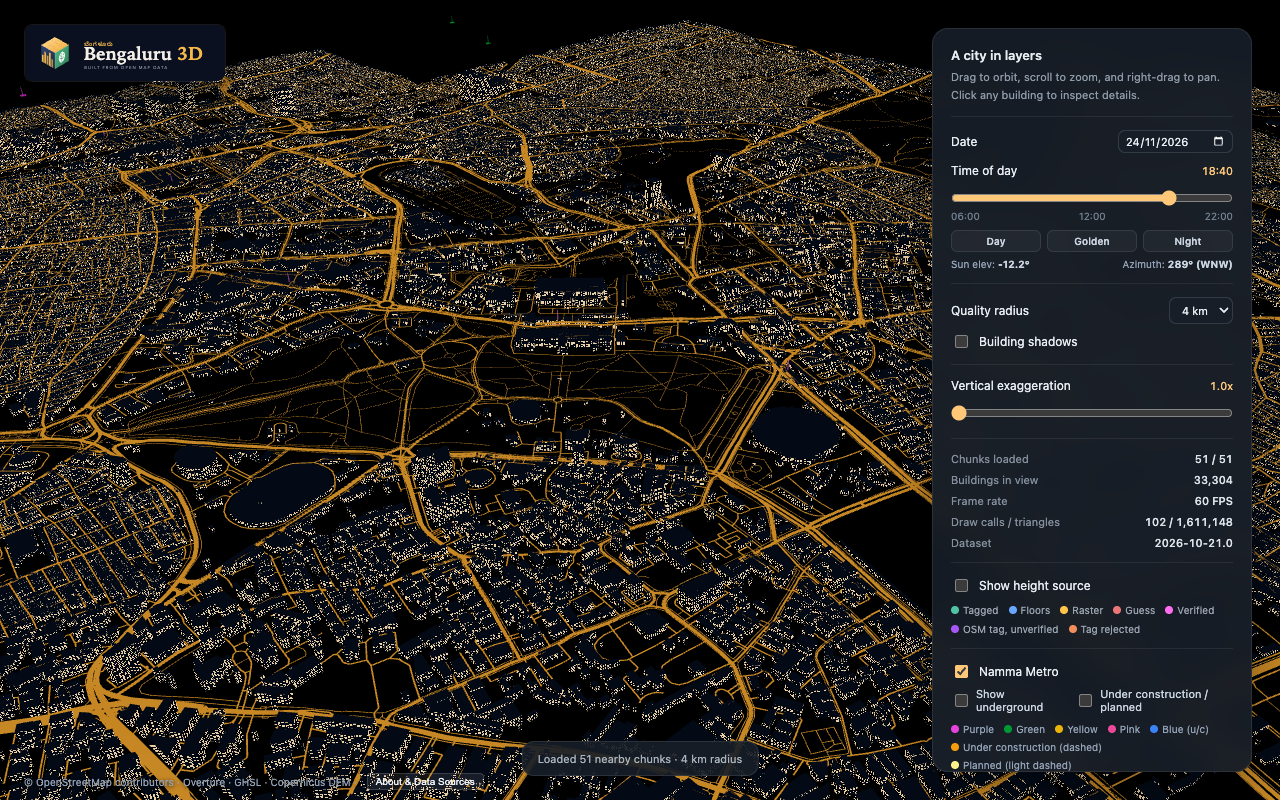 ಬೆಂಗಳೂರು
Bengaluru 3D
BUILT FROM OPEN MAP DATA
A city in layers
Drag to orbit, scroll to zoom, and right-drag to pan.
Click any building to inspect details.
Date 24/11/2026
Time of day 18:40
06:00 12:00 22:00
Day Golden Night
Sun elev: -12.2° Azimuth: 289° (WNW)
Quality radius 4 km
Building shadows
Vertical exaggeration 1.0x
Chunks loaded 51 / 51
Buildings in view 33,304
Frame rate 60 FPS
Draw calls / triangles 102 / 1,611,148
Dataset 2026-10-21.0
Show height source
Tagged Floors Raster Guess Verified
OSM tag, unverified Tag rejected
Namma Metro
Show underground
Under construction / planned
Purple Green Yellow Pink Blue (u/c)
Under construction (dashed)
Planned (light dashed)
Loaded 51 nearby chunks · 4 km radius
© OpenStreetMap contributors · Overture · GHSL · Copernicus DEM About & Data Sources